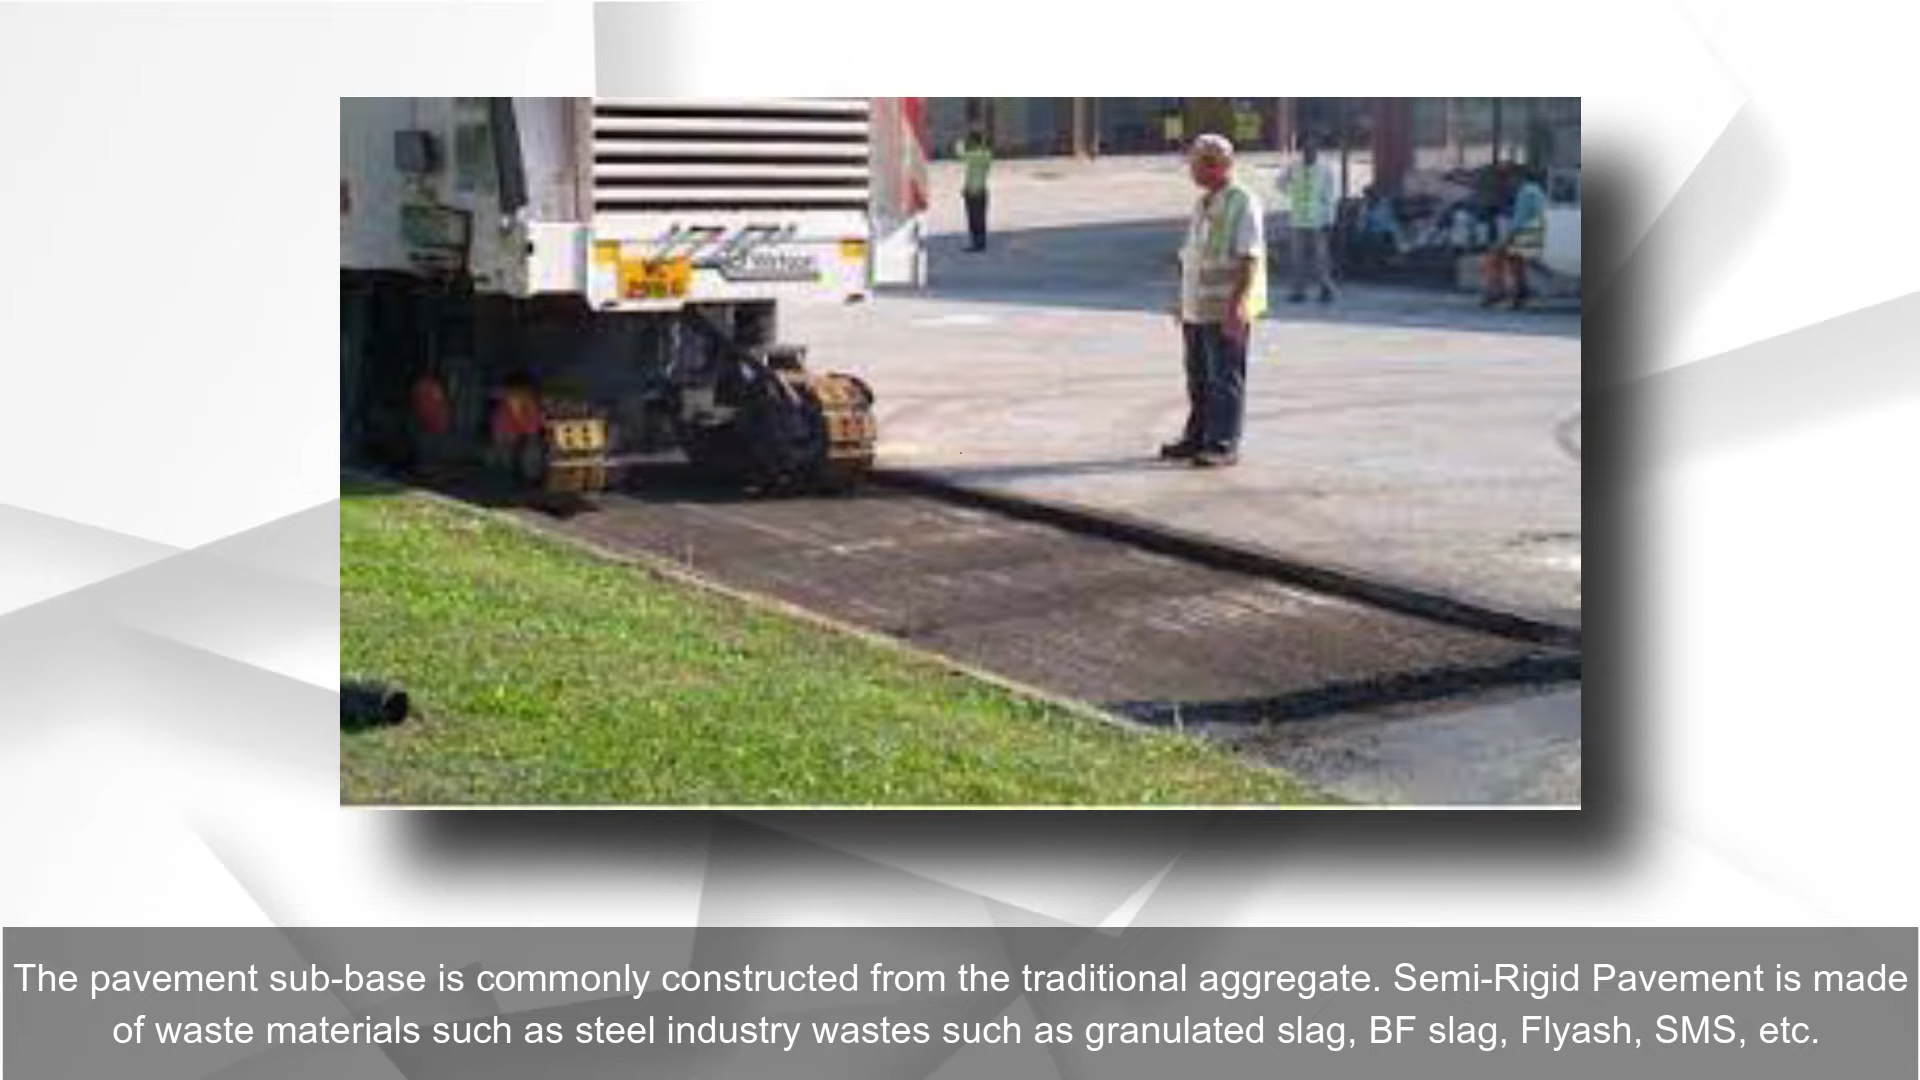 The pavement sub-base is commonly constructed from the traditional aggregate. Semi-Rigid Pavement is made
of waste materials such as steel industry wastes such as granulated slag, BF slag, Flyash, SMS, etc.